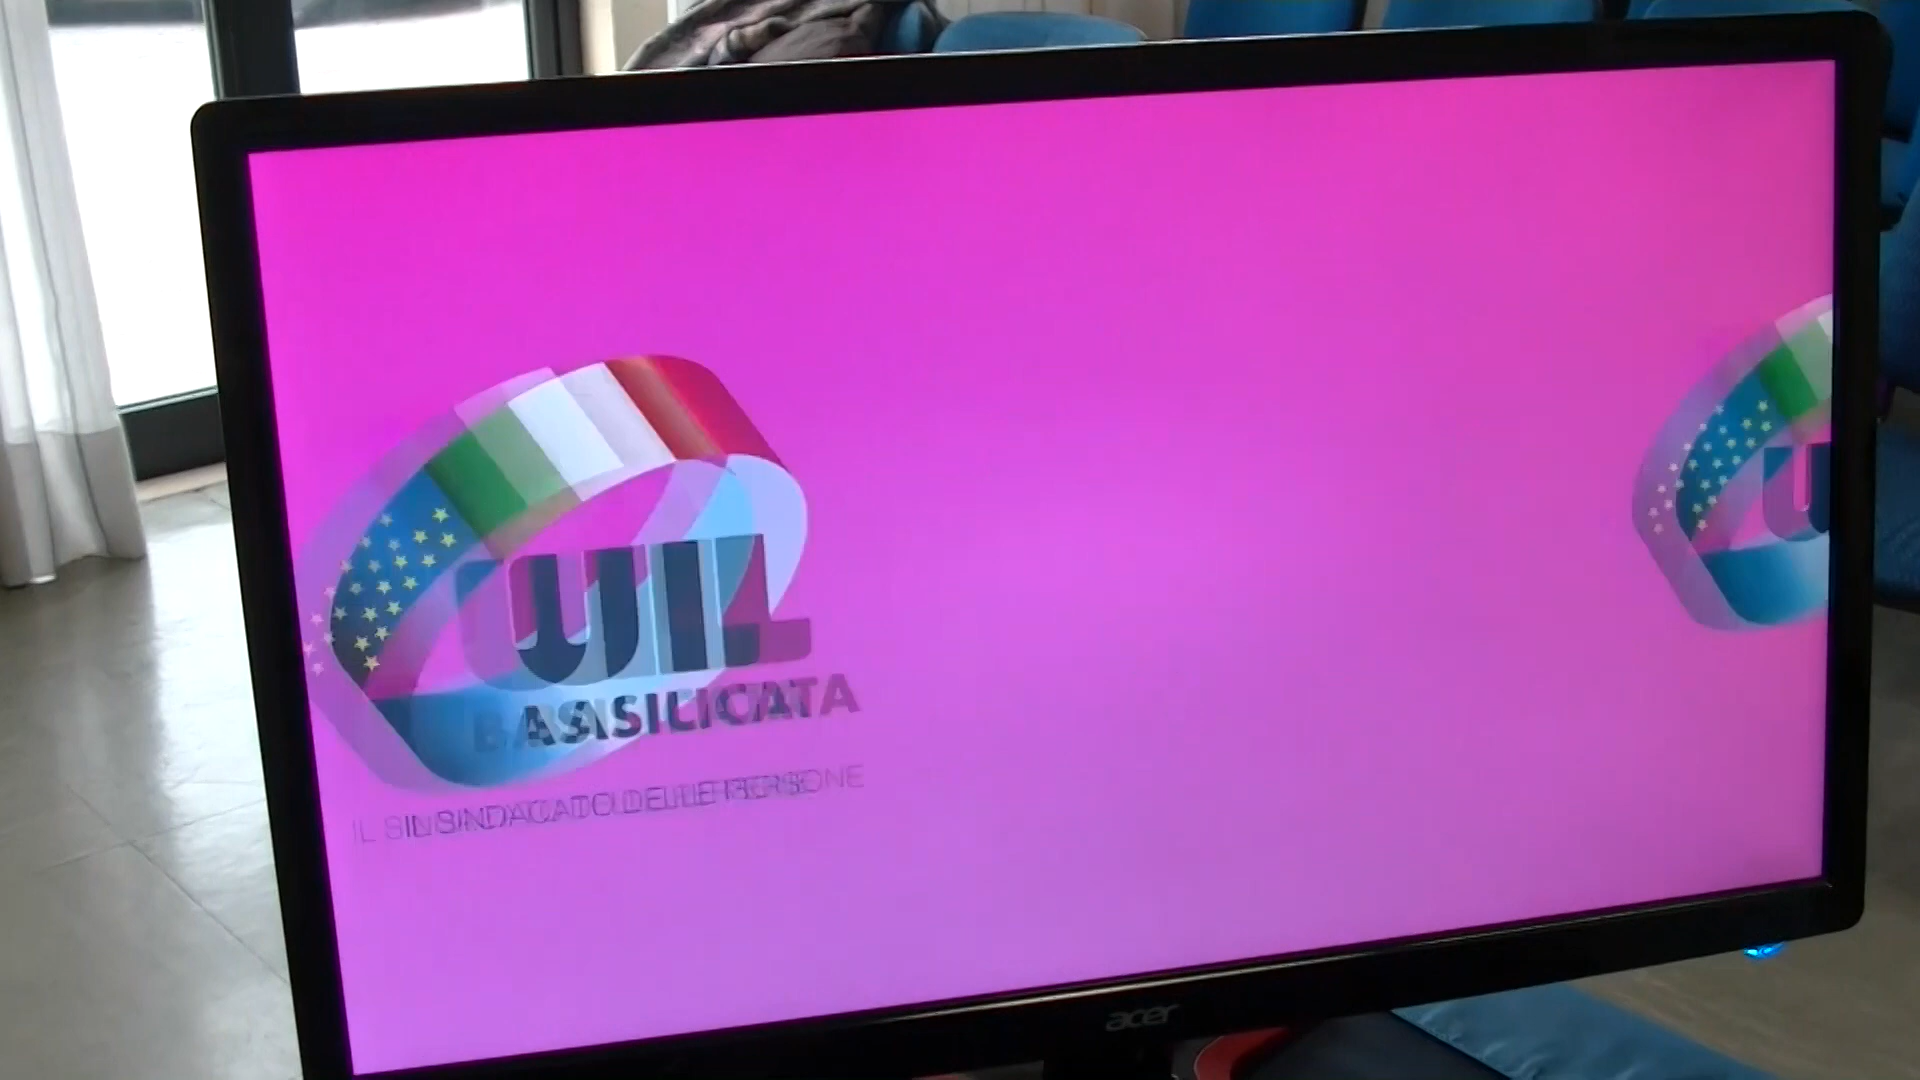 UIL
BASILICATA
IL SINDACATO DELLE PERSONE
U
acer